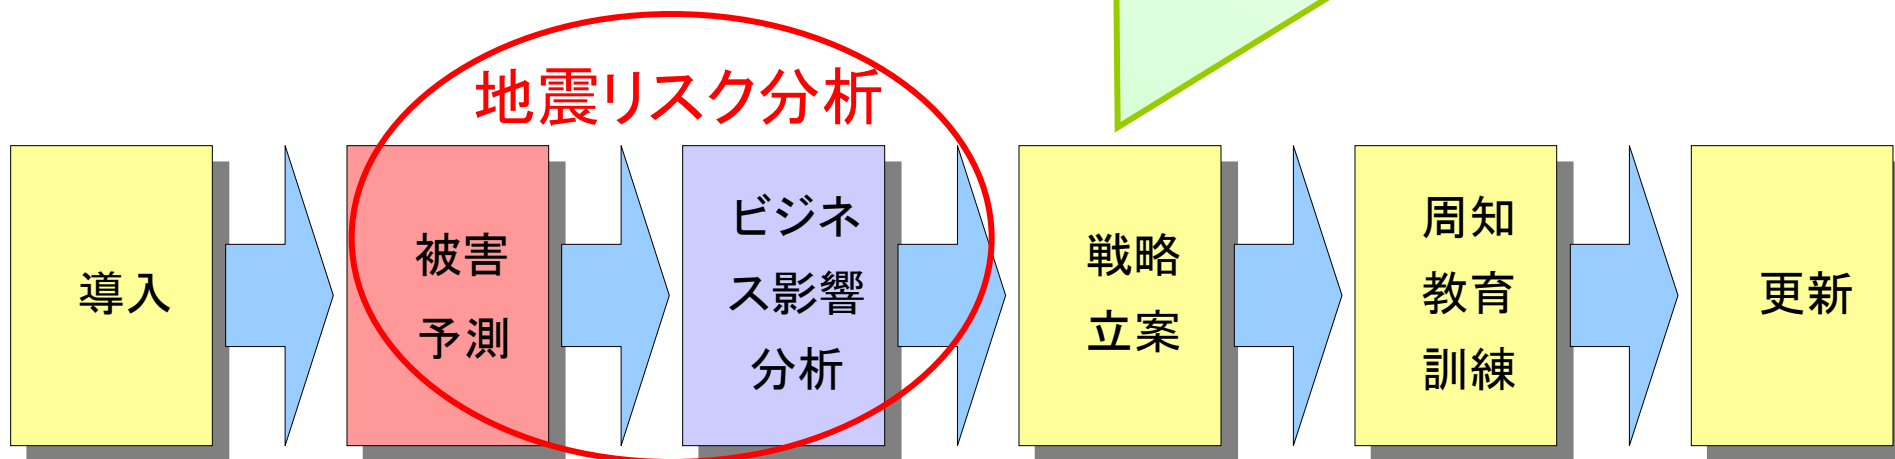 地震リスク分析
導入
被害
予測
ビジネ
ス影響
分析
戦略
立案
周知
教育
訓練
更新